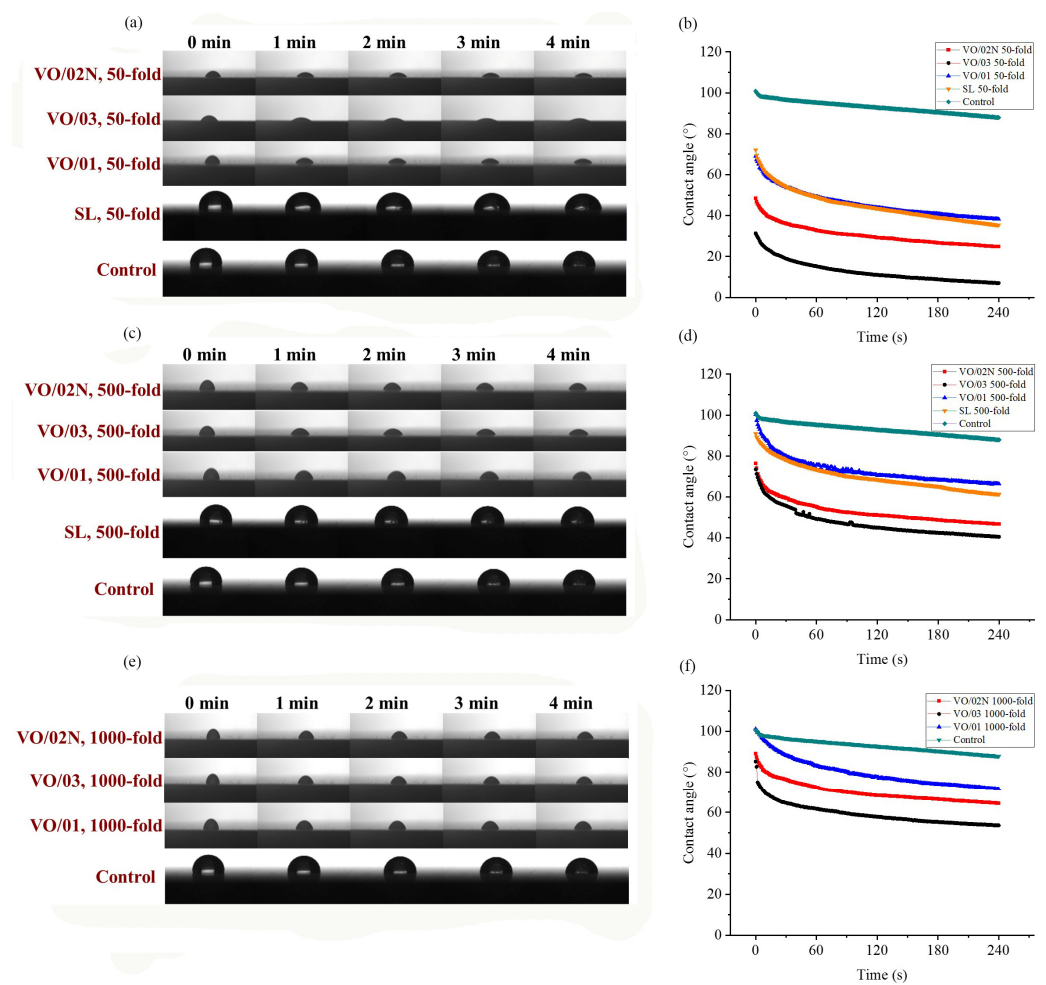 (a)
0 min 1 min 2 min 3 min 4 min
VO/02N, 50-fold
VO/03, 50-fold
VO/01, 50-fold
SL, 50-fold
Control
(b)
120
100
80
60
40
20
0
Contact angle (°)
0 60 120 180 240
Time (s)
VO/02N 50-fold
VO/03 50-fold
VO/01 50-fold
SL 50-fold
Control
(c)
0 min 1 min 2 min 3 min 4 min
VO/02N, 500-fold
VO/03, 500-fold
VO/01, 500-fold
SL, 500-fold
Control
(d)
120
100
80
60
40
20
0
Contact angle (°)
0 60 120 180 240
Time (s)
VO/02N 500-fold
VO/03 500-fold
VO/01 500-fold
SL 500-fold
Control
(e)
0 min 1 min 2 min 3 min 4 min
VO/02N, 1000-fold
VO/03, 1000-fold
VO/01, 1000-fold
Control
(f)
120
100
80
60
40
20
0
Contact angle (°)
0 60 120 180 240
Time (s)
VO/02N 1000-fold
VO/03 1000-fold
VO/01 1000-fold
Control